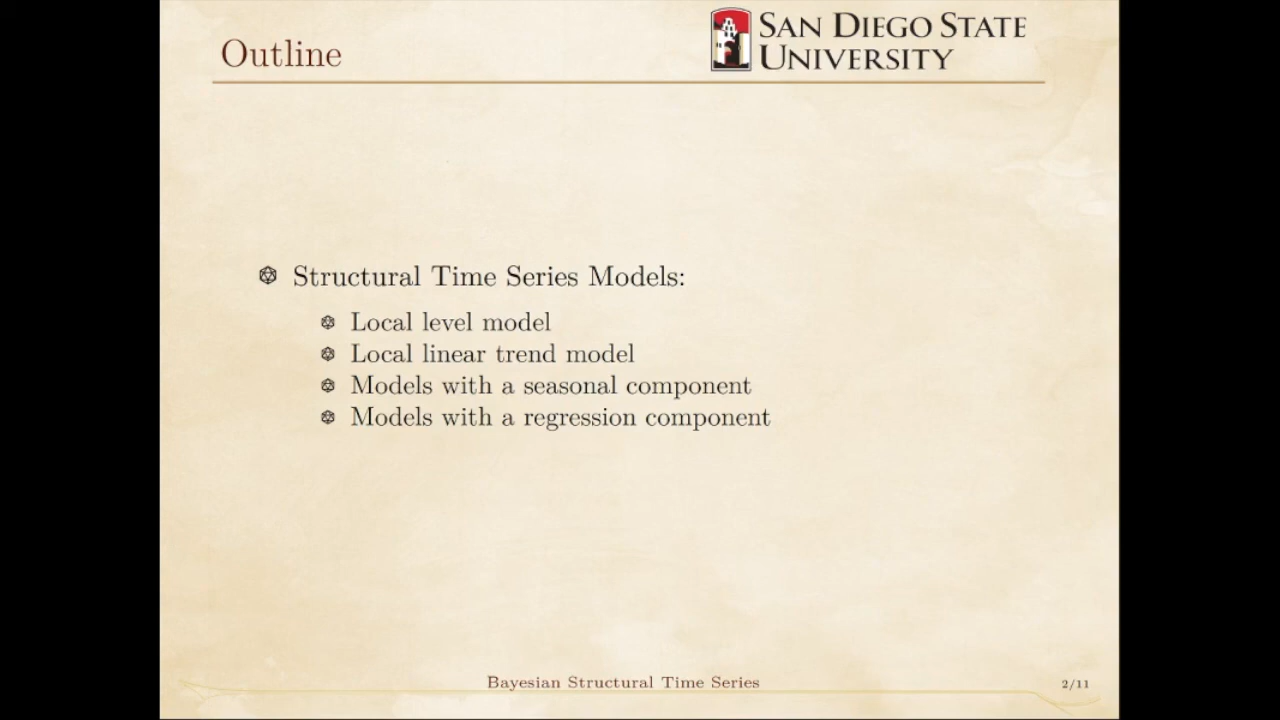 Outline
SAN DIEGO STATE
UNIVERSITY
Structural Time Series Models:
Local level model
Local linear trend model
Models with a seasonal component
Models with a regression component
Bayesian Structural Time Series
2/11